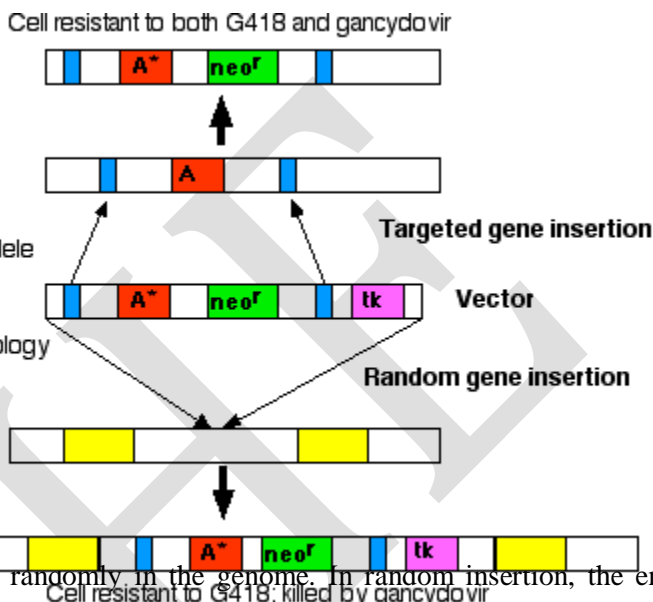 Cell resistant to both G418 and gancydovir
A* neoʳ
A
Targeted gene insertion
lele
A* neoʳ tk Vector
ology
Random gene insertion
A* neoʳ tk
randomly in the genome. In random insertion, the
Cell resistant to G418; killed by gancydovir